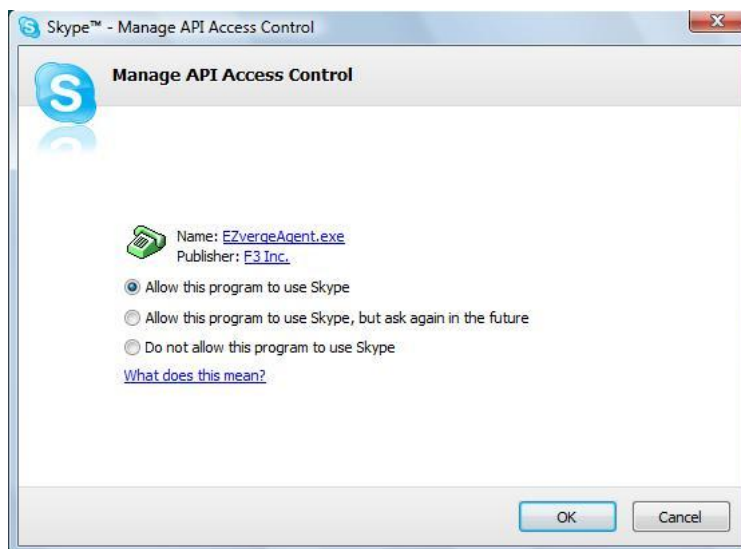 Skype™ - Manage API Access Control
Manage API Access Control
Name: EZvergeAgent.exe
Publisher: F3 Inc.
Allow this program to use Skype
Allow this program to use Skype, but ask again in the future
Do not allow this program to use Skype
What does this mean?
OK Cancel